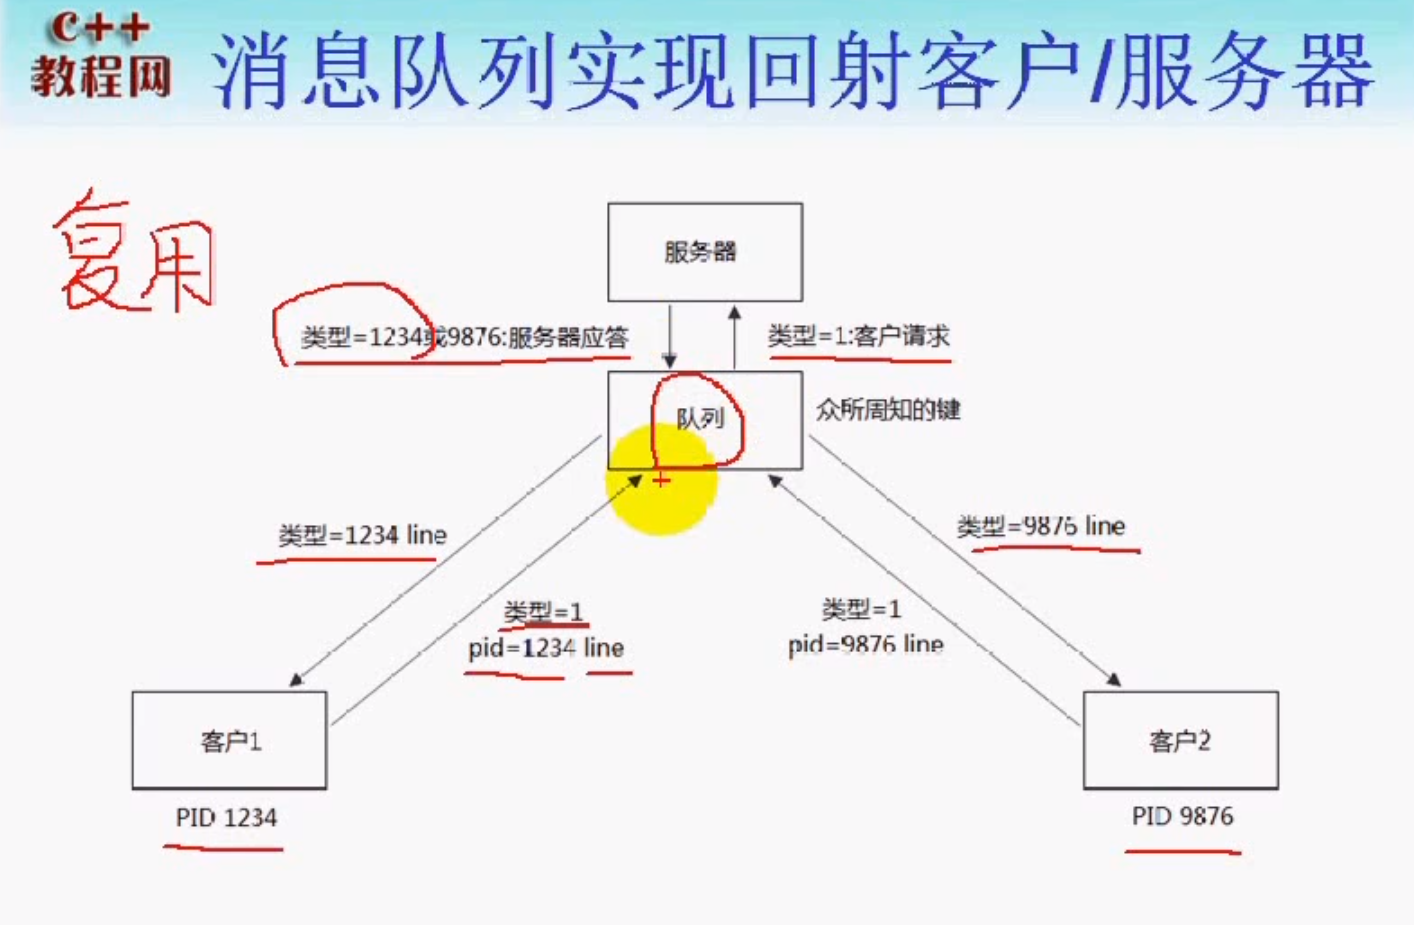 C++
教程网
消息队列实现回射客户/服务器
复用
服务器
类型=1234或9876:服务器应答
类型=1:客户请求
队列
众所周知的键
类型=1234 line
类型=9876 line
类型=1
pid=1234 line
类型=1
pid=9876 line
客户1
客户2
PID 1234
PID 9876